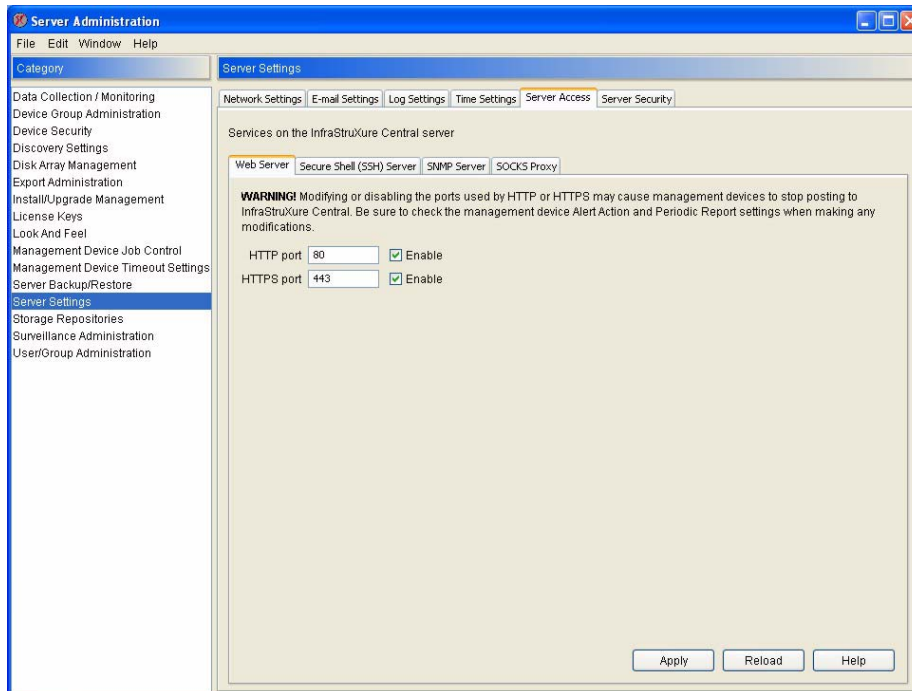 Server Administration
File Edit Window Help
Category
Data Collection / Monitoring
Device Group Administration
Device Security
Discovery Settings
Disk Array Management
Export Administration
Install/Upgrade Management
License Keys
Look And Feel
Management Device Job Control
Management Device Timeout Settings
Server Backup/Restore
Server Settings
Storage Repositories
Surveillance Administration
User/Group Administration
Server Settings
Network Settings E-mail Settings Log Settings Time Settings Server Access Server Security
Services on the InfraStruXure Central server
Web Server Secure Shell (SSH) Server SNMP Server SOCKS Proxy
WARNING! Modifying or disabling the ports used by HTTP or HTTPS may cause management devices to stop posting to
InfraStruXure Central. Be sure to check the management device Alert Action and Periodic Report settings when making any
modifications.
HTTP port 80 Enable
HTTPS port 443 Enable
Apply Reload Help